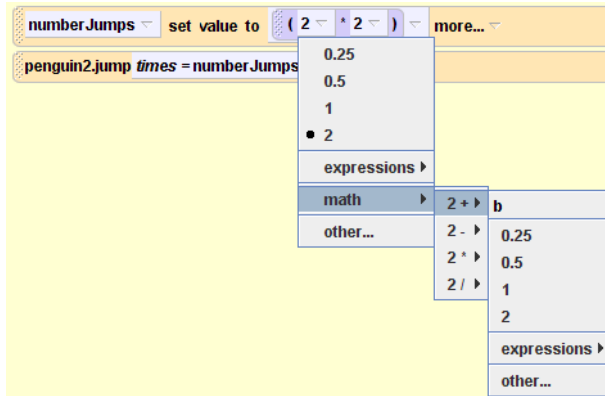 numberJumps set value to ( 2 * 2 ) more...
penguin2.jump times = numberJumps
0.25
0.5
1
2
expressions
math
other...
2 +
2 -
2 *
2 /
b
0.25
0.5
1
2
expressions
other...